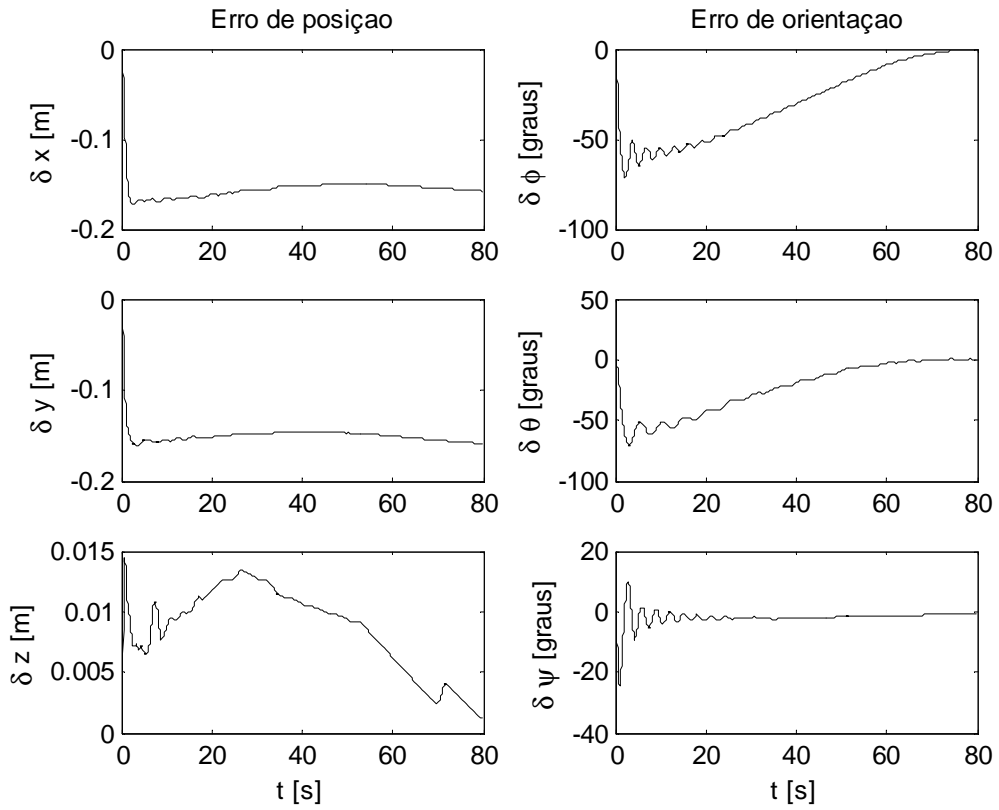 Erro de posiçao
0
-0.1
-0.2
δ x [m]
0 20 40 60 80
Erro de orientaçao
0
-50
-100
δ ϕ [graus]
0 20 40 60 80
0
-0.1
-0.2
δ y [m]
0 20 40 60 80
50
0
-50
-100
δ θ [graus]
0 20 40 60 80
0.015
0.01
0.005
0
δ z [m]
0 20 40 60 80
t [s]
20
0
-20
-40
δ ψ [graus]
0 20 40 60 80
t [s]